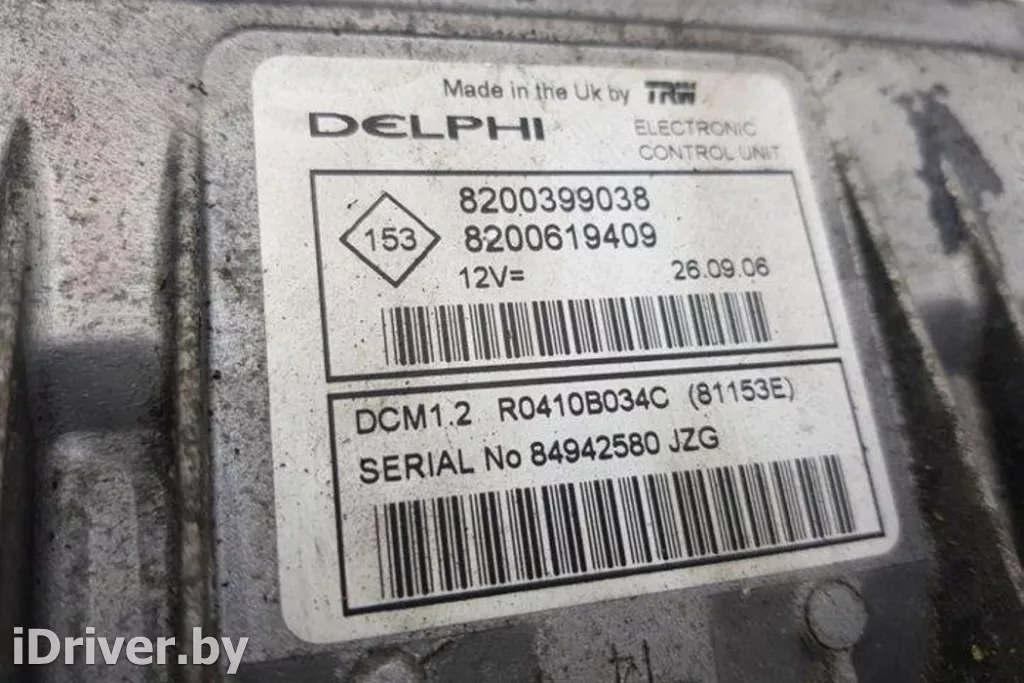 Made in the Uk by TRW
DELPHI
ELECTRONIC
CONTROL UNIT
153
8200399038
8200619409
12V=
26.09.06
DCM1.2 R0410B034C (81153E)
SERIAL No 84942580 JZG
iDriver.by